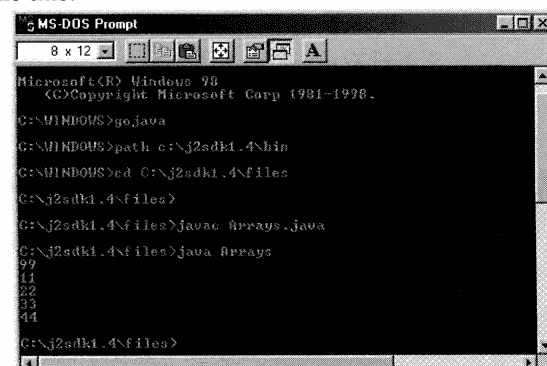 MS-DOS Prompt
8 x 12
A
Microsoft(R) Windows 98
(C)Copyright Microsoft Corp 1981-1998.
C:\WINDOWS>gojava
C:\WINDOWS>path c:\j2sdk1.4\bin
C:\WINDOWS>cd C:\j2sdk1.4\files
C:\j2sdk1.4\files>
C:\j2sdk1.4\files>javac Arrays.java
C:\j2sdk1.4\files>java Arrays
99
11
22
33
44
C:\j2sdk1.4\files>